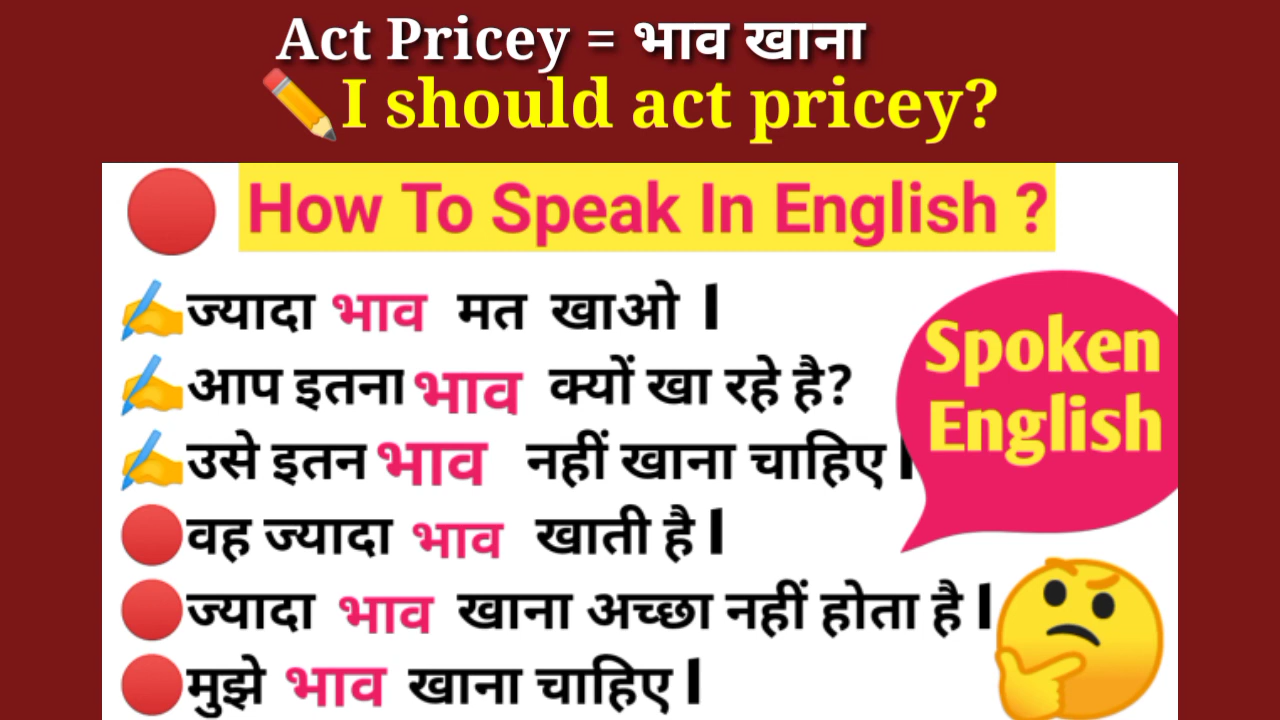 Act Pricey = भाव खाना
I should act pricey?
How To Speak In English ?
ज्यादा भाव मत खाओ ।
आप इतना भाव क्यों खा रहे है?
उसे इतन भाव नहीं खाना चाहिए ।
वह ज्यादा भाव खाती है ।
ज्यादा भाव खाना अच्छा नहीं होता है ।
मुझे भाव खाना चाहिए ।
Spoken
English